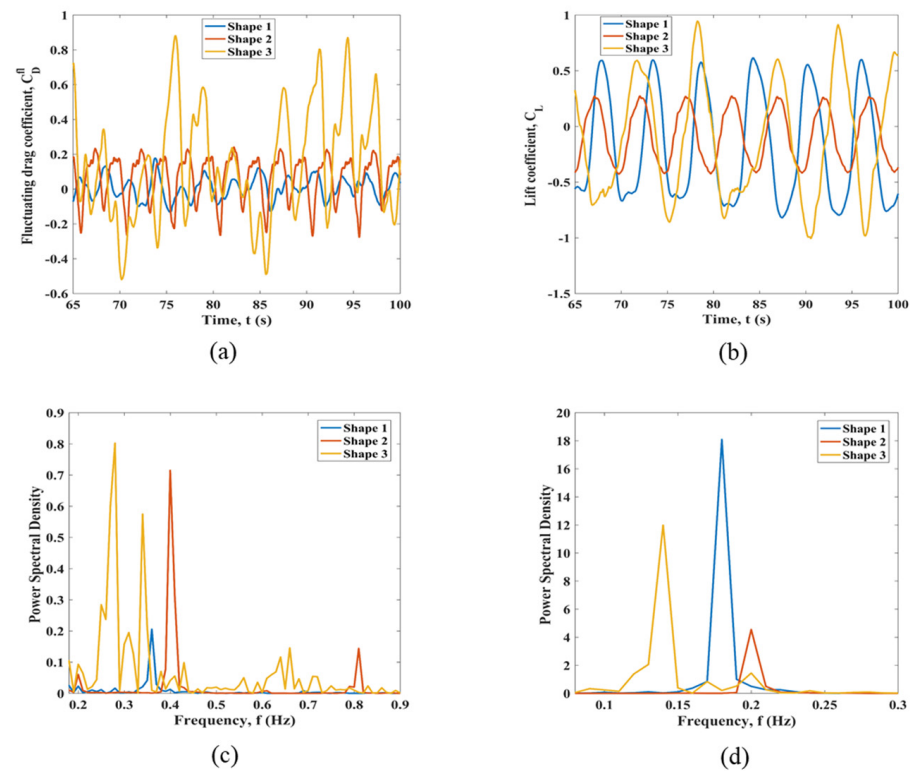 Fluctuating drag coefficient, C_D^fl
1
0.8
0.6
0.4
0.2
0
-0.2
-0.4
-0.6
65 70 75 80 85 90 95 100
Time, t (s)
Shape 1
Shape 2
Shape 3
(a)
Lift coefficient, C_L
1
0.5
0
-0.5
-1
-1.5
65 70 75 80 85 90 95 100
Time, t (s)
Shape 1
Shape 2
Shape 3
(b)
Power Spectral Density
0.9
0.8
0.7
0.6
0.5
0.4
0.3
0.2
0.1
0
0.2 0.3 0.4 0.5 0.6 0.7 0.8 0.9
Frequency, f (Hz)
Shape 1
Shape 2
Shape 3
(c)
Power Spectral Density
20
18
16
14
12
10
8
6
4
2
0
0.1 0.15 0.2 0.25 0.3
Frequency, f (Hz)
Shape 1
Shape 2
Shape 3
(d)